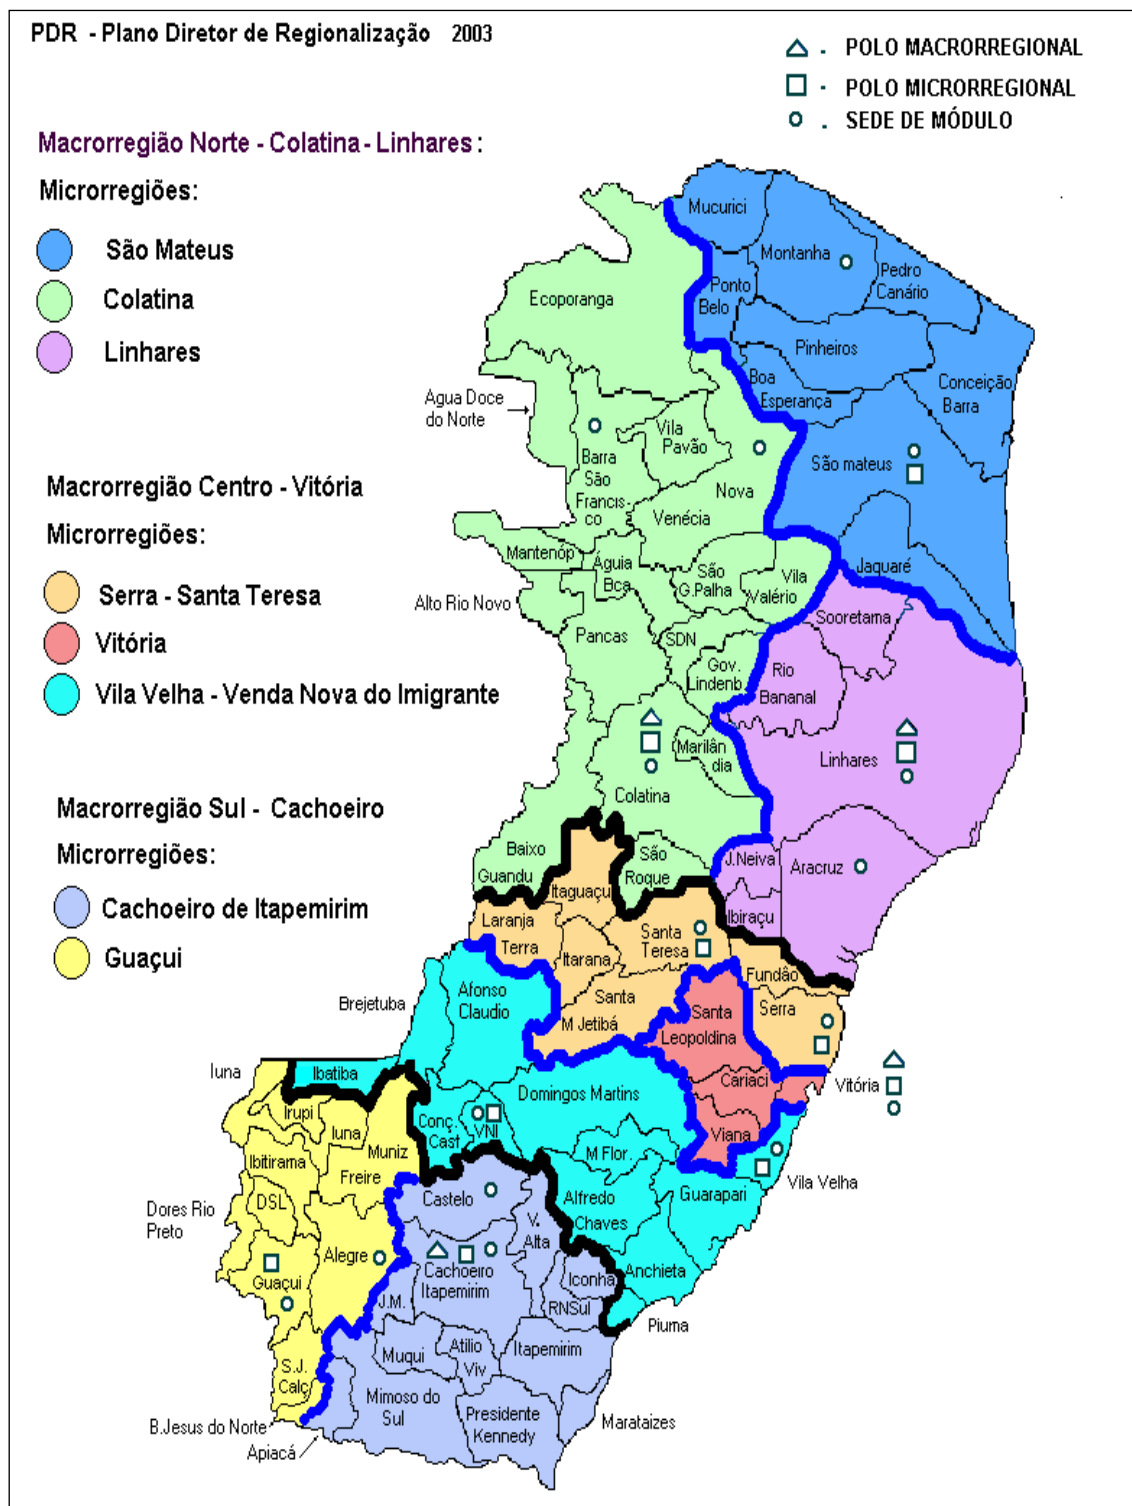 PDR - Plano Diretor de Regionalização 2003
- POLO MACRORREGIONAL
- POLO MICRORREGIONAL
. SEDE DE MÓDULO
Macrorregião Norte - Colatina - Linhares :
Microrregiões:
São Mateus
Colatina
Linhares
Macrorregião Centro - Vitória
Microrregiões:
Serra - Santa Teresa
Vitória
Vila Velha - Venda Nova do Imigrante
Macrorregião Sul - Cachoeiro
Microrregiões:
Cachoeiro de Itapemirim
Guaçui
Mucurici
Montanha
Pedro
Canário
Ponto
Belo
Ecoporanga
Pinheiros
Boa
Esperança
Conceição
Barra
Agua Doce
do Norte
Vila
Pavão
Barra
São
Francis-
co
São mateus
Nova
Venécia
Mantenóp
Águia
Bca
São
G.Palha
Vila
Valério
Jaquaré
Alto Rio Novo
Pancas
SDN
Gov.
Lindenb.
Sooretama
Rio
Bananal
Marilân
dia
Linhares
Colatina
Baixo
Guandu
São
Roque
J.Neiva
Aracruz
Itaguaçu
Ibiraçu
Laranja
Terra
Santa
Teresa
Itarana
Fundão
Afonso
Claudio
Brejetuba
Santa
M Jetibá
Santa
Leopoldina
Serra
Iuna
Ibatiba
Domingos Martins
Cariaci
Vitória
Irupi
Iuna
Conç.
Cast
VNI
Viana
Muniz
Freire
Ibitirama
M Flor.
Vila Velha
Castelo
Guarapari
DSL
Dores Rio
Preto
Alfredo
Chaves
V.
Alta
Alegre
Guaçui
Cachoeiro
Itapemirim
Iconha
Anchieta
J.M.
RNSul
Piuma
Muqui
Atilio
Viv
Itapemirim
S.J.
Calç
Mimoso do
Sul
Presidente
Kennedy
Marataizes
B.Jesus do Norte
Apiacá